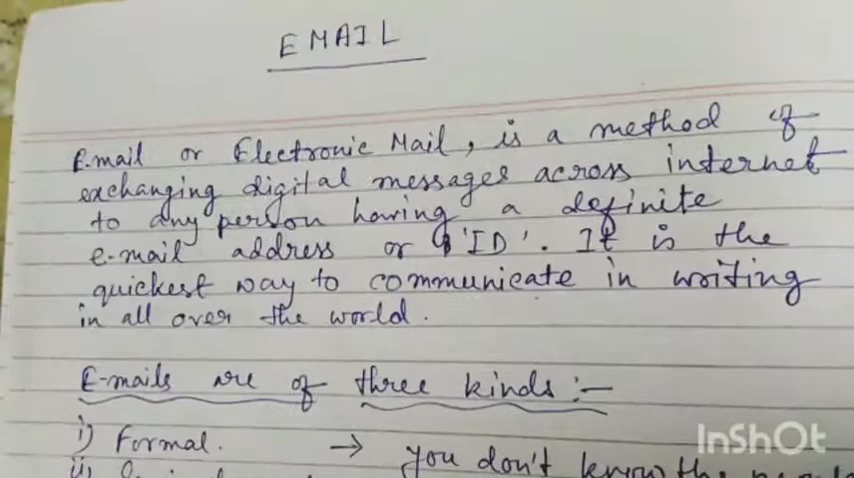 EMAIL
E-mail or Electronic Mail, is a method of
exchanging digital messages across internet
to any person having a definite
e-mail address or 'ID'. It is the
quickest way to communicate in writing
in all over the world.
E-mails are of three kinds :-
i) Formal. → you don't know the
ii)
InShOt